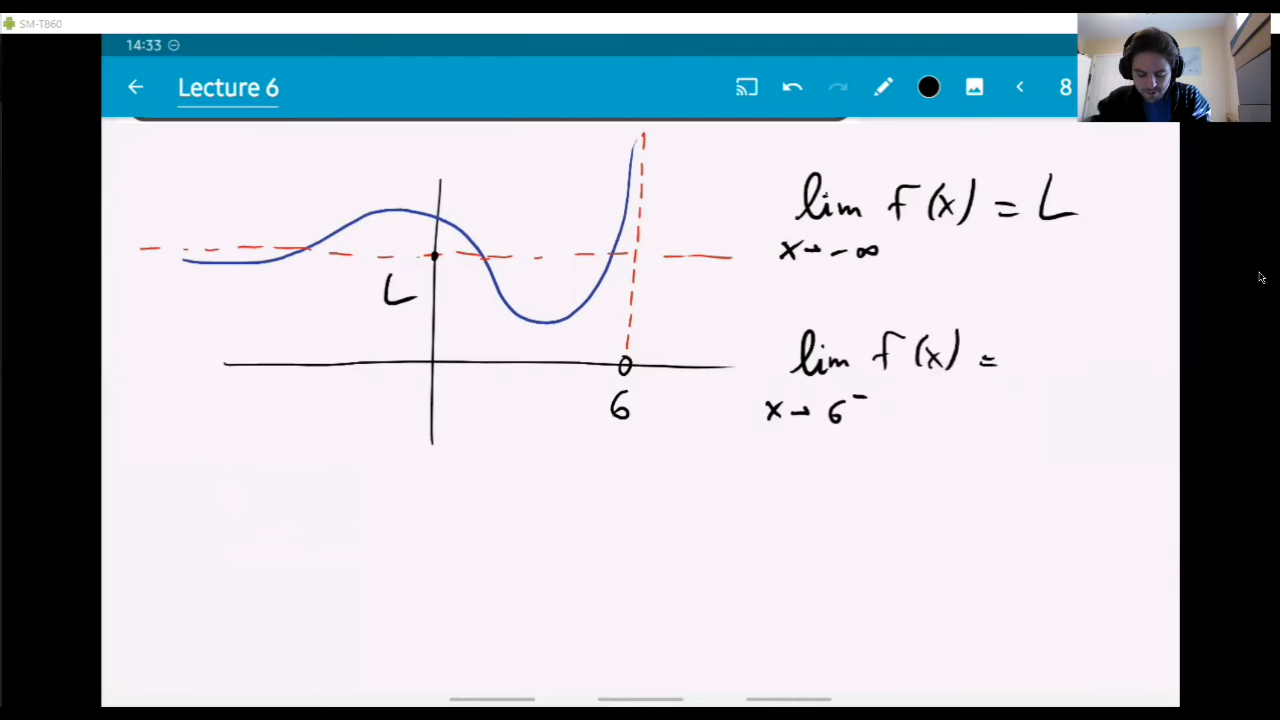 SM-T860
14:33
Lecture 6
8
lim f(x) = L
x→ -∞
L
lim f(x) =
x→ 6⁻
6